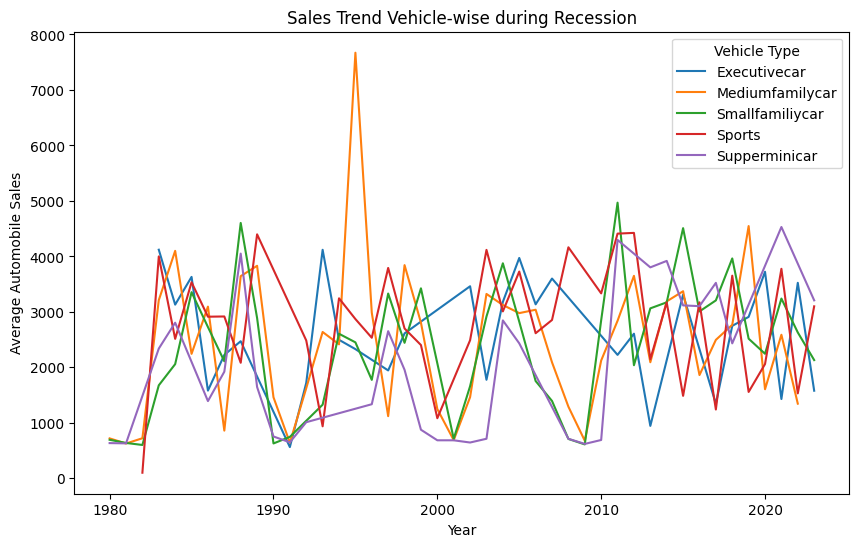 Sales Trend Vehicle-wise during Recession
8000
7000
6000
5000
4000
3000
2000
1000
0
Average Automobile Sales
Vehicle Type
Executivecar
Mediumfamilycar
Smallfamiliycar
Sports
Supperminicar
1980
1990
2000
2010
2020
Year